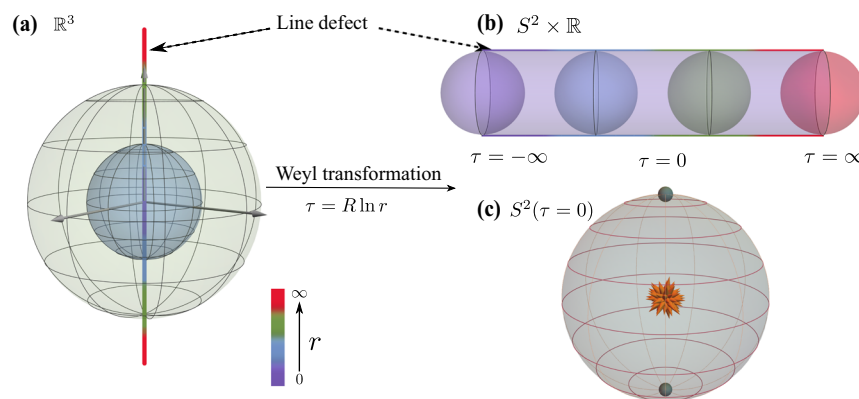 (a) ℝ³
Line defect
(b) S² × ℝ
τ = −∞
τ = 0
τ = ∞
Weyl transformation
τ = R ln r
(c) S²(τ = 0)
∞
r
0